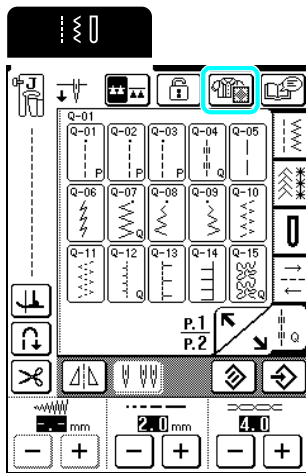 J
Q-01
Q-01 Q-02 Q-03 Q-04 Q-05
P P P Q
Q-06 Q-07 Q-08 Q-09 Q-10
Q Q
Q-11 Q-12 Q-13 Q-14 Q-15
Q Q
P.1
P.2
Q
-.- mm 2.0 mm 4.0
- + - + - +